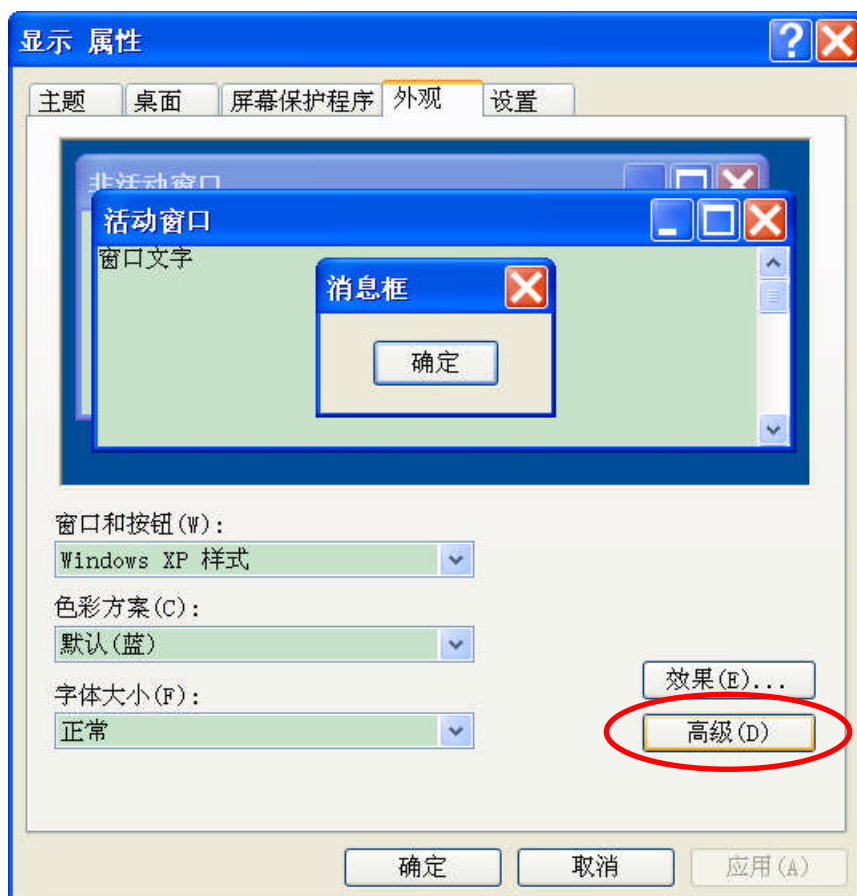 显示 属性
主题 桌面 屏幕保护程序 外观 设置
非活动窗口
活动窗口
窗口文字
消息框
确定
窗口和按钮(W):
Windows XP 样式
色彩方案(C):
默认(蓝)
效果(E)...
字体大小(F):
高级(D)
正常
确定 取消 应用(A)